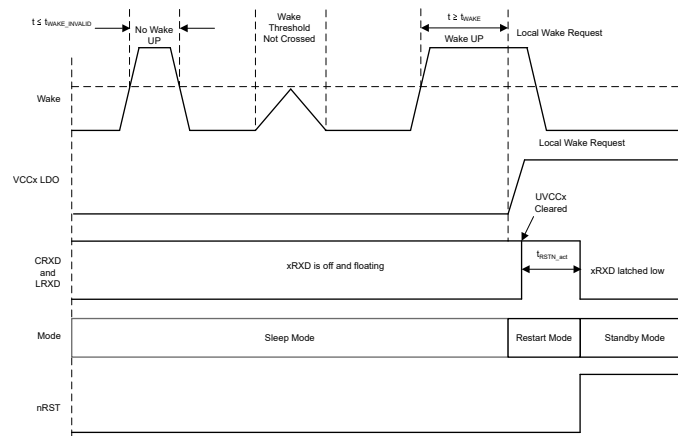 t ≤ tWAKE_INVALID
No Wake
UP
Wake
Threshold
Not Crossed
t ≥ tWAKE
Wake UP
Local Wake Request
Wake
Local Wake Request
VCCx LDO
UVCCx
Cleared
CRXD
and
LRXD
xRXD is off and floating
tRSTN_act
xRXD latched low
Mode
Sleep Mode
Restart Mode
Standby Mode
nRST